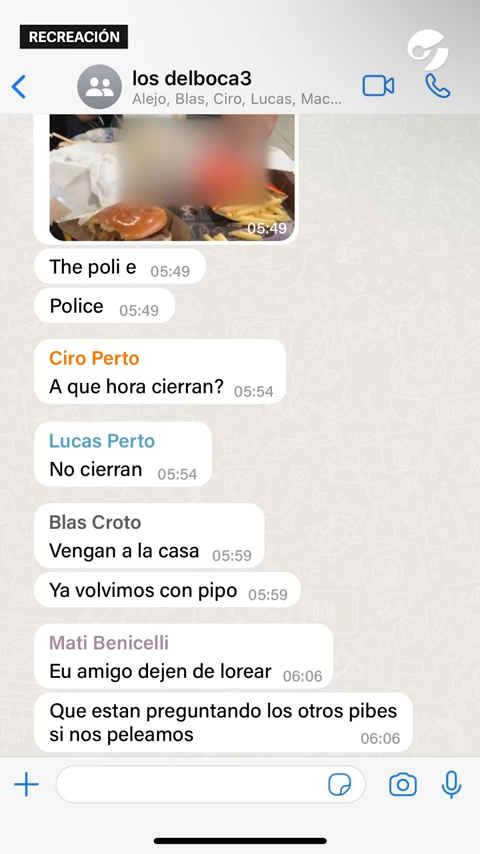 RECREACIÓN
los delboca3
Alejo, Blas, Ciro, Lucas, Mac...
05:49
The poli e 05:49
Police 05:49
Ciro Perto
A que hora cierran? 05:54
Lucas Perto
No cierran 05:54
Blas Croto
Vengan a la casa 05:59
Ya volvimos con pipo 05:59
Mati Benicelli
Eu amigo dejen de lorear 06:06
Que estan preguntando los otros pibes
si nos peleamos 06:06